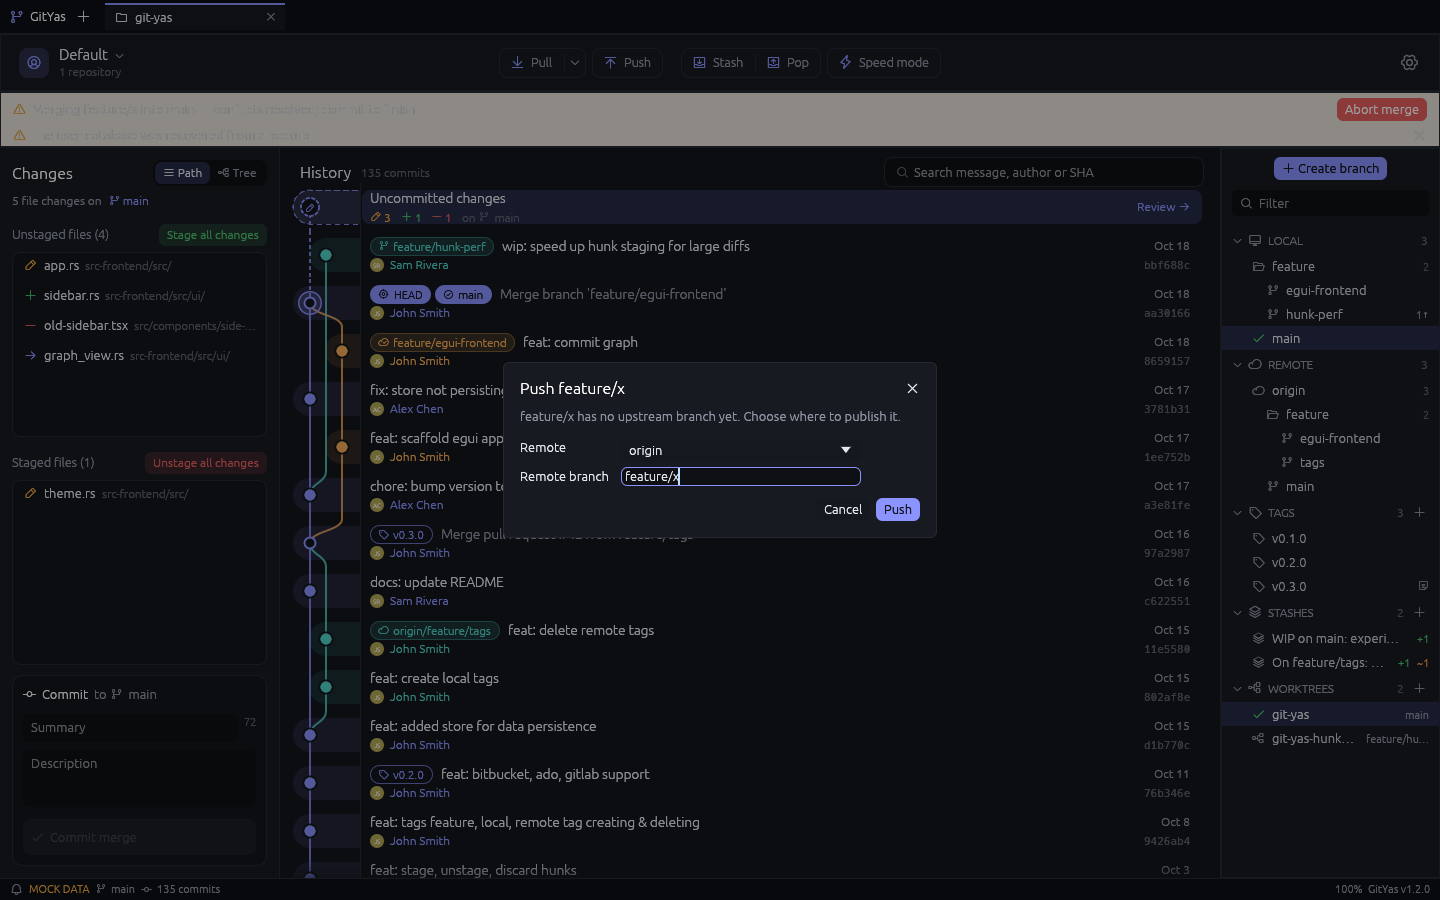 GitYas
git-yas
Default
1 repository
Pull
Push
Stash
Pop
Speed mode
Abort merge
Changes
Path
Tree
5 file changes on main
Unstaged files (4)
Stage all changes
app.rs src-frontend/src/
sidebar.rs src-frontend/src/ui/
old-sidebar.tsx src/components/side-...
graph_view.rs src-frontend/src/ui/
Staged files (1)
Unstage all changes
theme.rs src-frontend/src/
Commit to main
Summary
72
Description
Commit merge
History 135 commits
Search message, author or SHA
Uncommitted changes
3 +1 −1 on main
Review →
feature/hunk-perf wip: speed up hunk staging for large diffs Oct 18
Sam Rivera bbf688c
HEAD main Merge branch 'feature/egui-frontend' Oct 18
John Smith aa30166
feature/egui-frontend feat: commit graph Oct 18
John Smith 8659157
fix: store not persisting Oct 17
Alex Chen 3781b31
feat: scaffold egui app Oct 17
John Smith 1ee752b
chore: bump version to Oct 17
Alex Chen a3e81fe
v0.3.0 Merge pull Oct 16
John Smith 97a2987
docs: update README Oct 16
Sam Rivera c622551
origin/feature/tags feat: delete remote tags Oct 15
John Smith 11e5580
feat: create local tags Oct 15
John Smith 802af8e
feat: added store for data persistence Oct 15
John Smith d1b770c
v0.2.0 feat: bitbucket, ado, gitlab support Oct 11
John Smith 76b346e
feat: tags feature, local, remote tag creating & deleting Oct 8
John Smith 9426ab4
feat: stage, unstage, discard hunks Oct 3
Push feature/x
feature/x has no upstream branch yet. Choose where to publish it.
Remote origin
Remote branch feature/x
Cancel
Push
Create branch
Filter
LOCAL 3
feature 2
egui-frontend
hunk-perf 1↑
main
REMOTE 3
origin
feature 2
egui-frontend
tags
main
TAGS 3 +
v0.1.0
v0.2.0
v0.3.0
STASHES 2 +
WIP on main: experi... +1
On feature/tags: ... +1 ~1
WORKTREES 2 +
git-yas main
git-yas-hunk... feature/hu...
MOCK DATA main 135 commits
100% GitYas v1.2.0